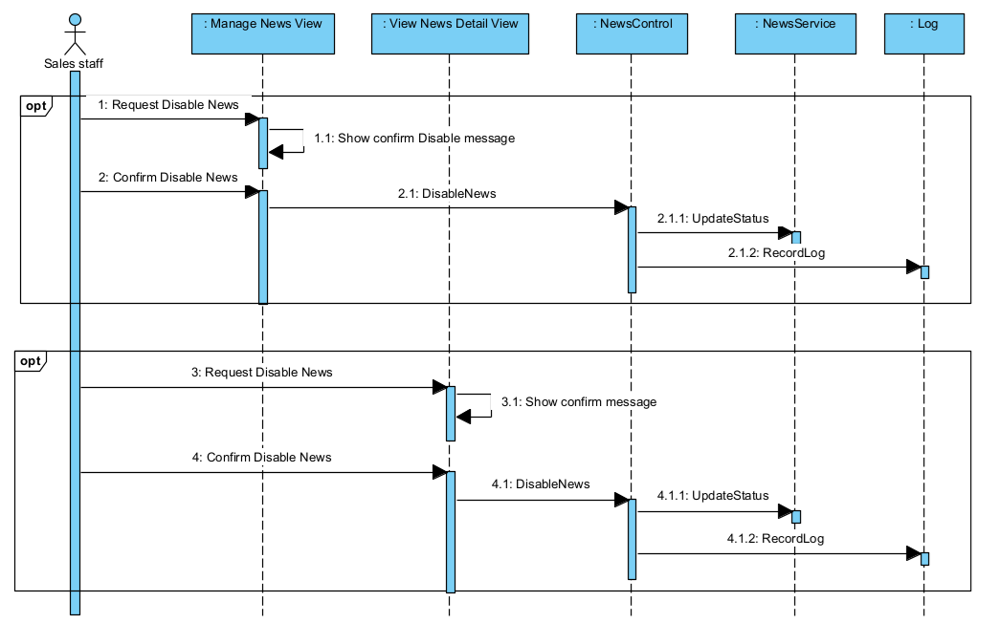 : Manage News View
: View News Detail View
: NewsControl
: NewsService
: Log
Sales staff
opt
1: Request Disable News
1.1: Show confirm Disable message
2: Confirm Disable News
2.1: DisableNews
2.1.1: UpdateStatus
2.1.2: RecordLog
opt
3: Request Disable News
3.1: Show confirm message
4: Confirm Disable News
4.1: DisableNews
4.1.1: UpdateStatus
4.1.2: RecordLog